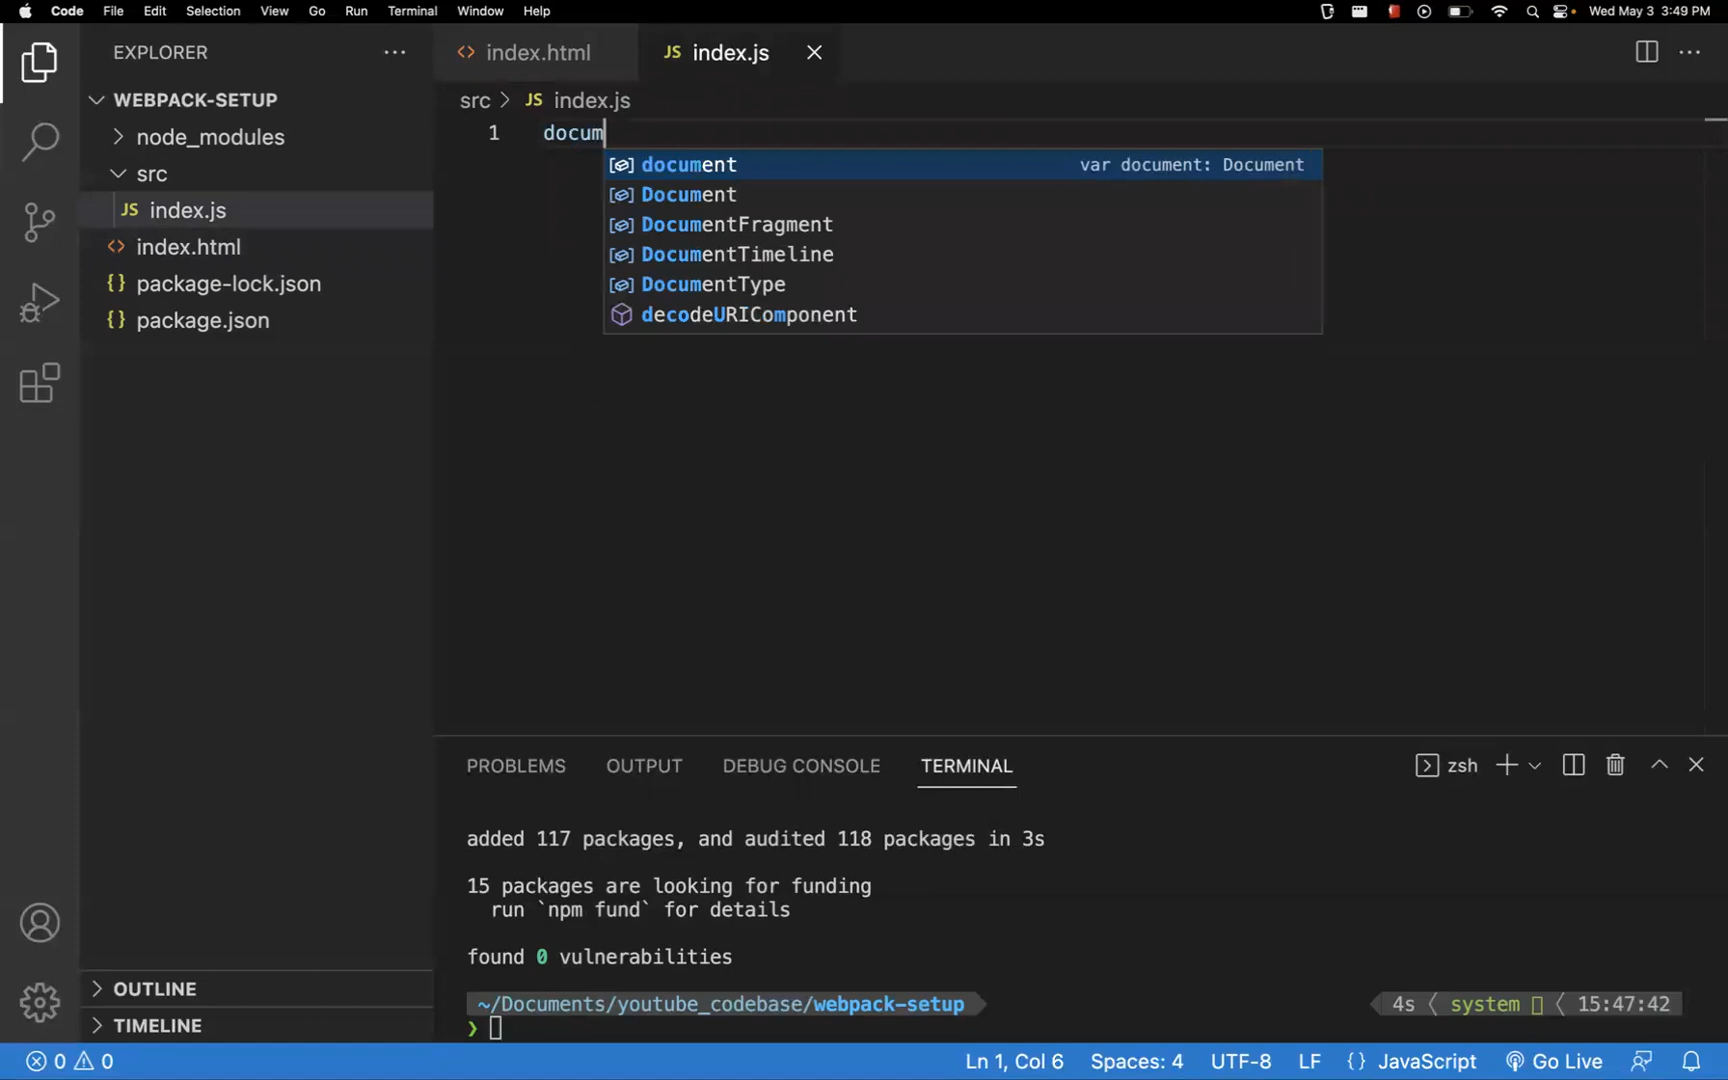 Code File Edit Selection View Go Run Terminal Window Help Wed May 3 3:49 PM
EXPLORER
WEBPACK-SETUP
node_modules
src
JS index.js
<> index.html
{} package-lock.json
{} package.json
OUTLINE
TIMELINE
<> index.html JS index.js
src > JS index.js
1 docum
document var document: Document
Document
DocumentFragment
DocumentTimeline
DocumentType
decodeURIComponent
PROBLEMS OUTPUT DEBUG CONSOLE TERMINAL zsh
added 117 packages, and audited 118 packages in 3s
15 packages are looking for funding
run `npm fund` for details
found 0 vulnerabilities
~/Documents/youtube_codebase/webpack-setup 4s system 15:47:42
❯
0 0 Ln 1, Col 6 Spaces: 4 UTF-8 LF {} JavaScript Go Live